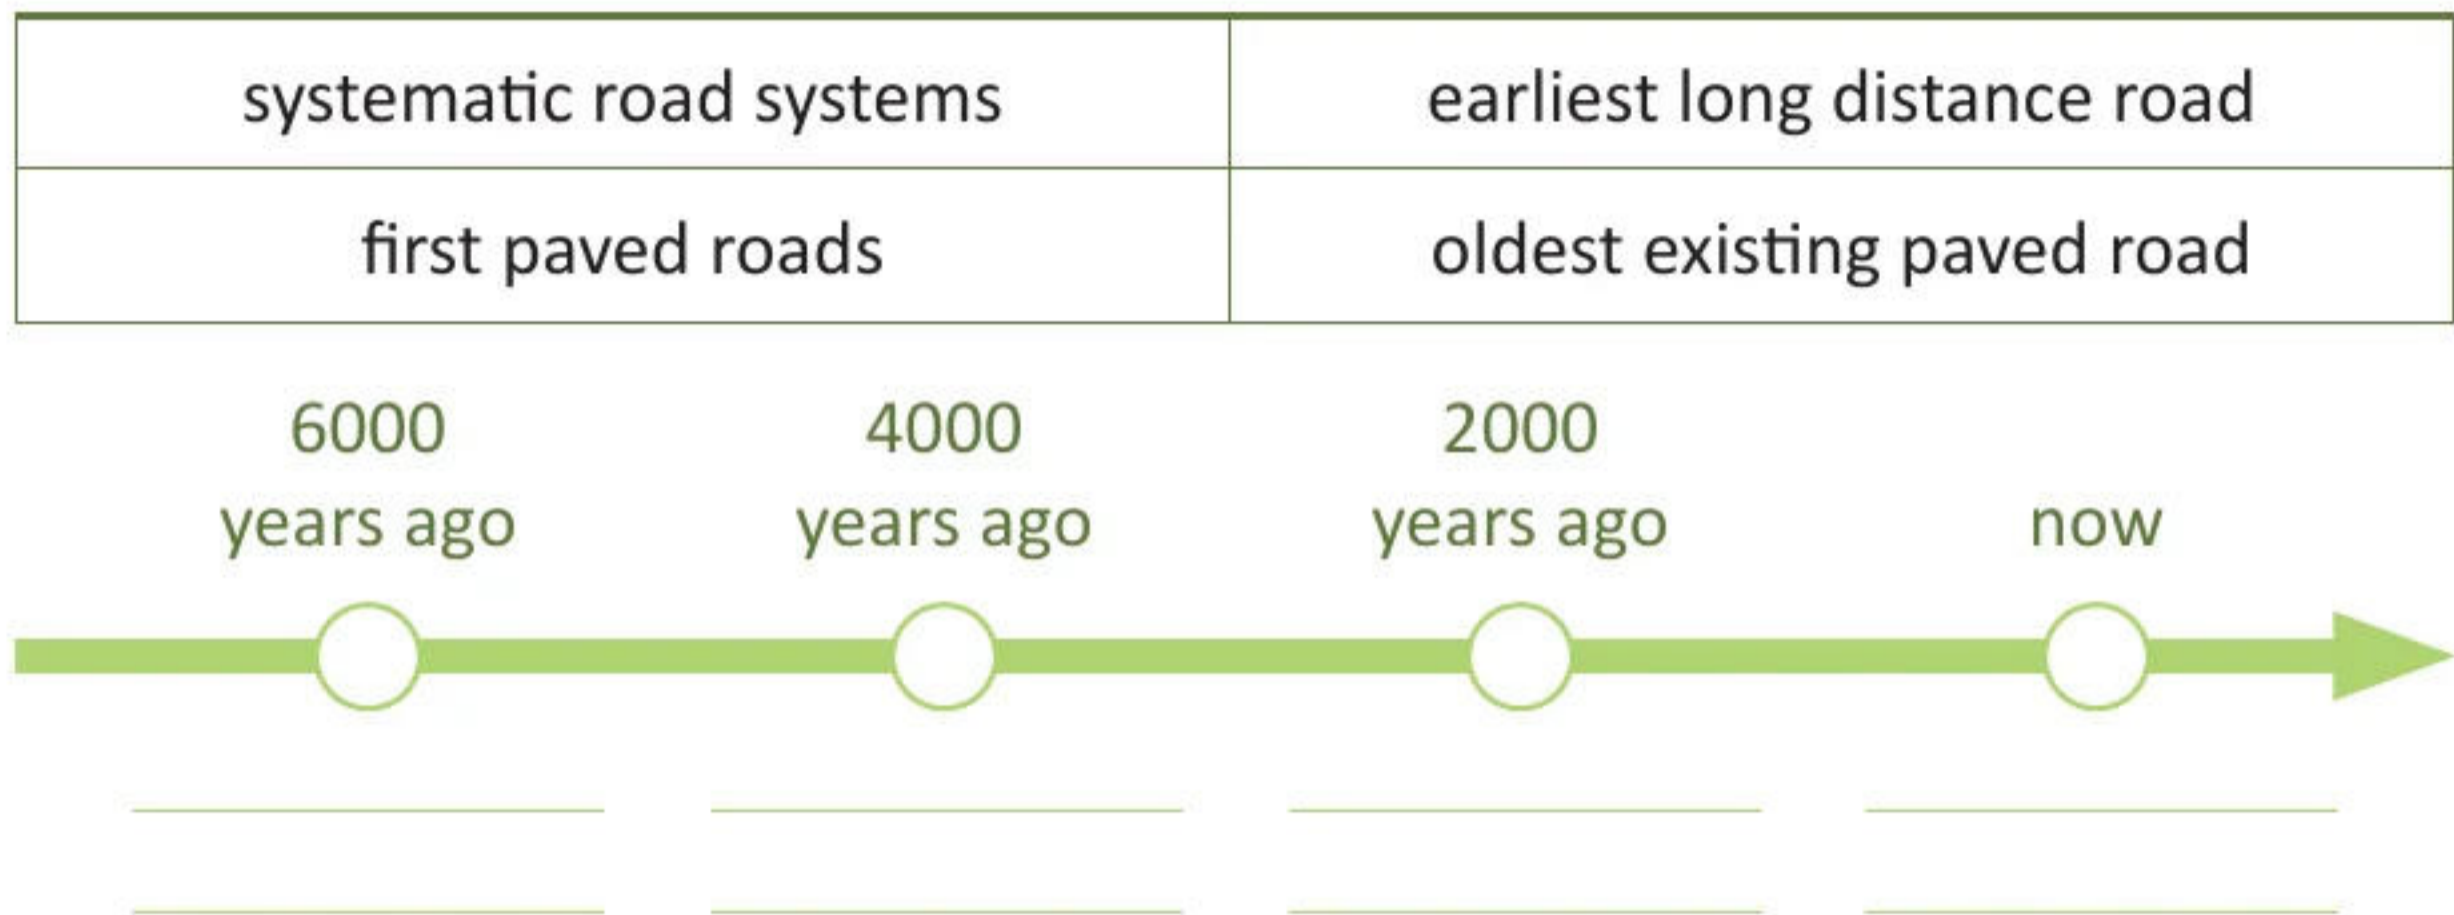 systematic road systems
earliest long distance road
first paved roads
oldest existing paved road
6000
years ago
4000
years ago
2000
years ago
now